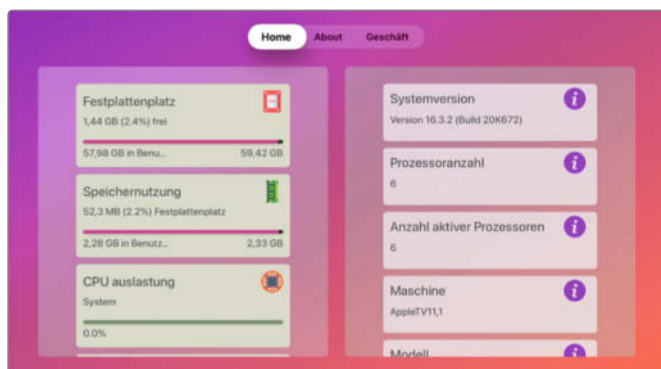 Home About Geschäft
Festplattenplatz
1,44 GB (2.4%) frei
57,98 GB in Benu... 59,42 GB
Speichernutzung
52,3 MB (2.2%) Festplattenplatz
2,28 GB in Benutz... 2,33 GB
CPU auslastung
System
0.0%
Systemversion
Version 16.3.2 (Build 20K672)
Prozessoranzahl
6
Anzahl aktiver Prozessoren
6
Maschine
AppleTV11,1
Modell